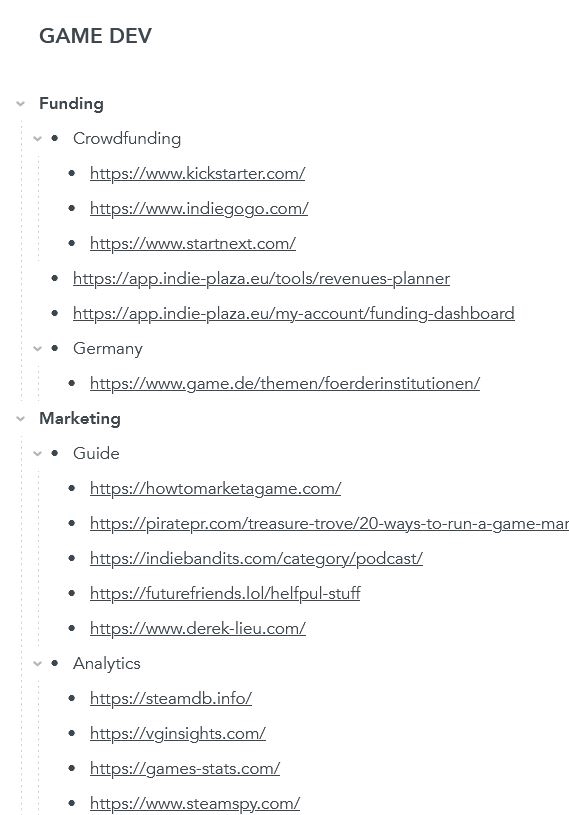 GAME DEV
Funding
Crowdfunding
https://www.kickstarter.com/
https://www.indiegogo.com/
https://www.startnext.com/
https://app.indie-plaza.eu/tools/revenues-planner
https://app.indie-plaza.eu/my-account/funding-dashboard
Germany
https://www.game.de/themen/foerderinstitutionen/
Marketing
Guide
https://howtomarketagame.com/
https://piratepr.com/treasure-trove/20-ways-to-run-a-game-mar
https://indiebandits.com/category/podcast/
https://futurefriends.lol/helfpul-stuff
https://www.derek-lieu.com/
Analytics
https://steamdb.info/
https://vginsights.com/
https://games-stats.com/
https://www.steamspy.com/